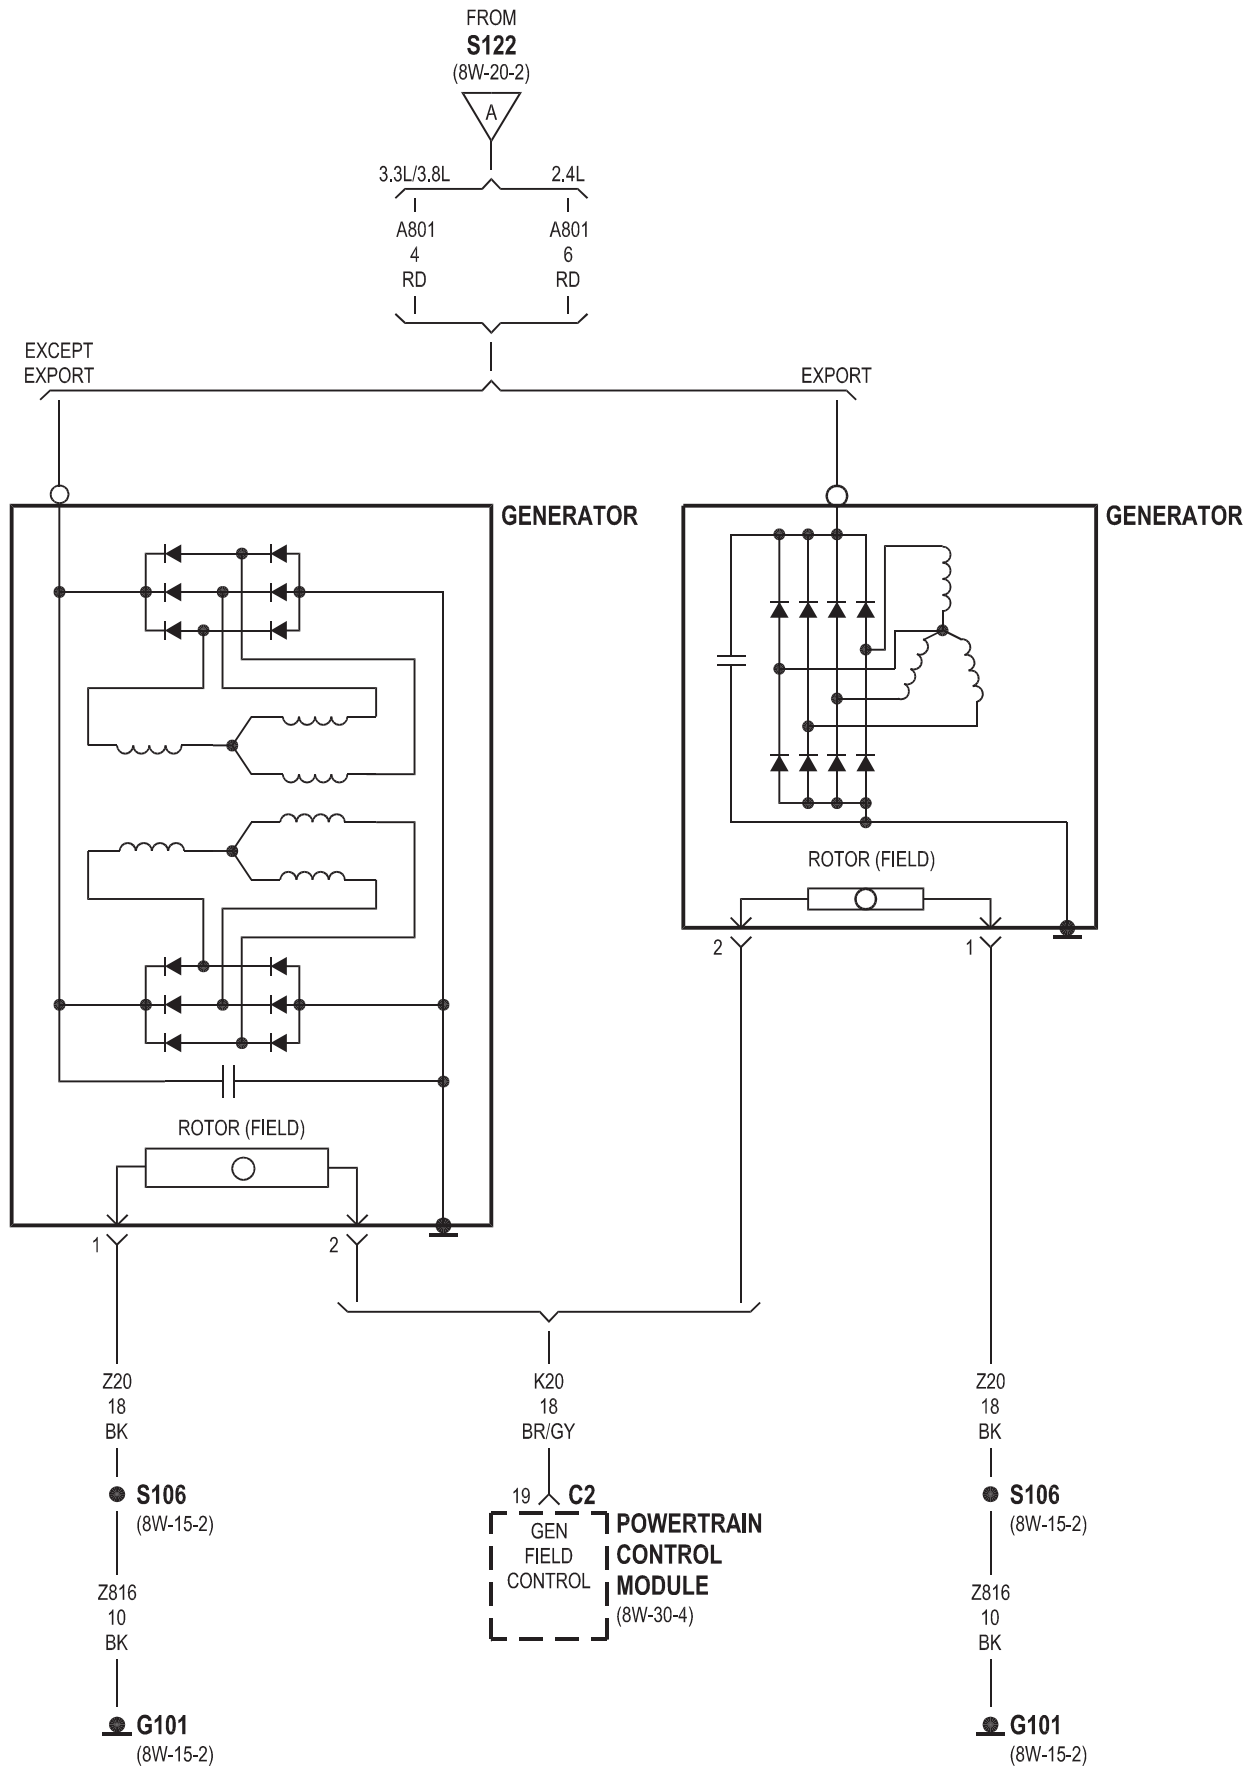 FROM
S122
(8W-20-2)
A
3.3L/3.8L
2.4L
A801
4
RD
A801
6
RD
EXCEPT
EXPORT
EXPORT
GENERATOR
GENERATOR
ROTOR (FIELD)
2
1
ROTOR (FIELD)
1
2
Z20
18
BK
K20
18
BR/GY
Z20
18
BK
S106
(8W-15-2)
19
C2
GEN
FIELD
CONTROL
POWERTRAIN
CONTROL
MODULE
(8W-30-4)
S106
(8W-15-2)
Z816
10
BK
Z816
10
BK
G101
(8W-15-2)
G101
(8W-15-2)